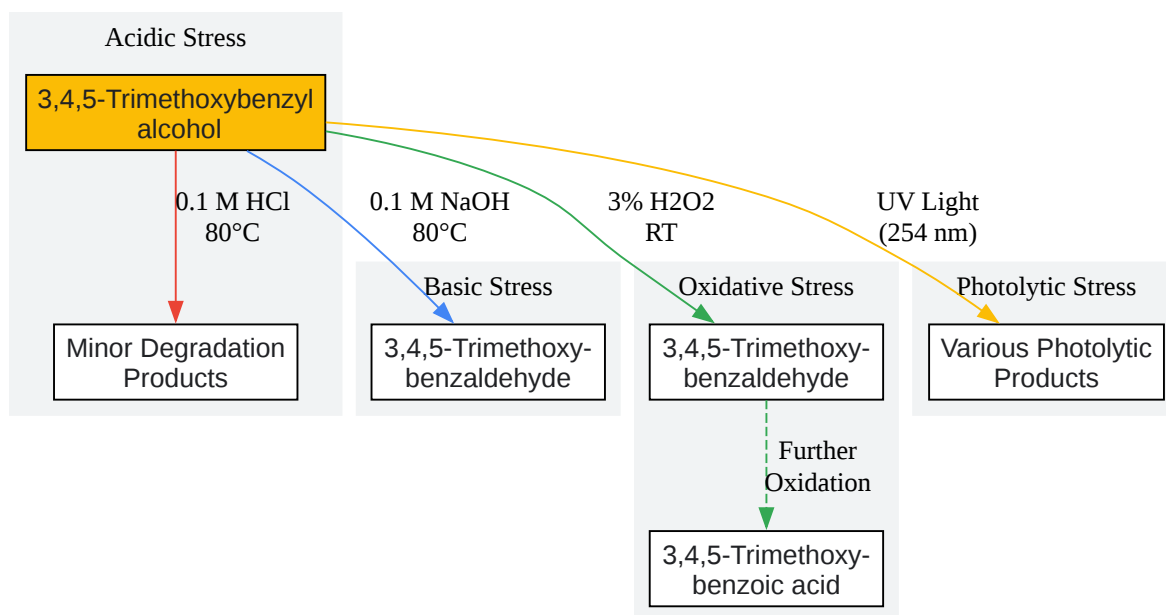 Acidic Stress
3,4,5-Trimethoxybenzyl
alcohol
0.1 M HCl
80°C
0.1 M NaOH
80°C
3% H2O2
RT
UV Light
(254 nm)
Basic Stress
Oxidative Stress
Photolytic Stress
Minor Degradation
Products
3,4,5-Trimethoxy-
benzaldehyde
3,4,5-Trimethoxy-
benzaldehyde
Various Photolytic
Products
Further
Oxidation
3,4,5-Trimethoxy-
benzoic acid